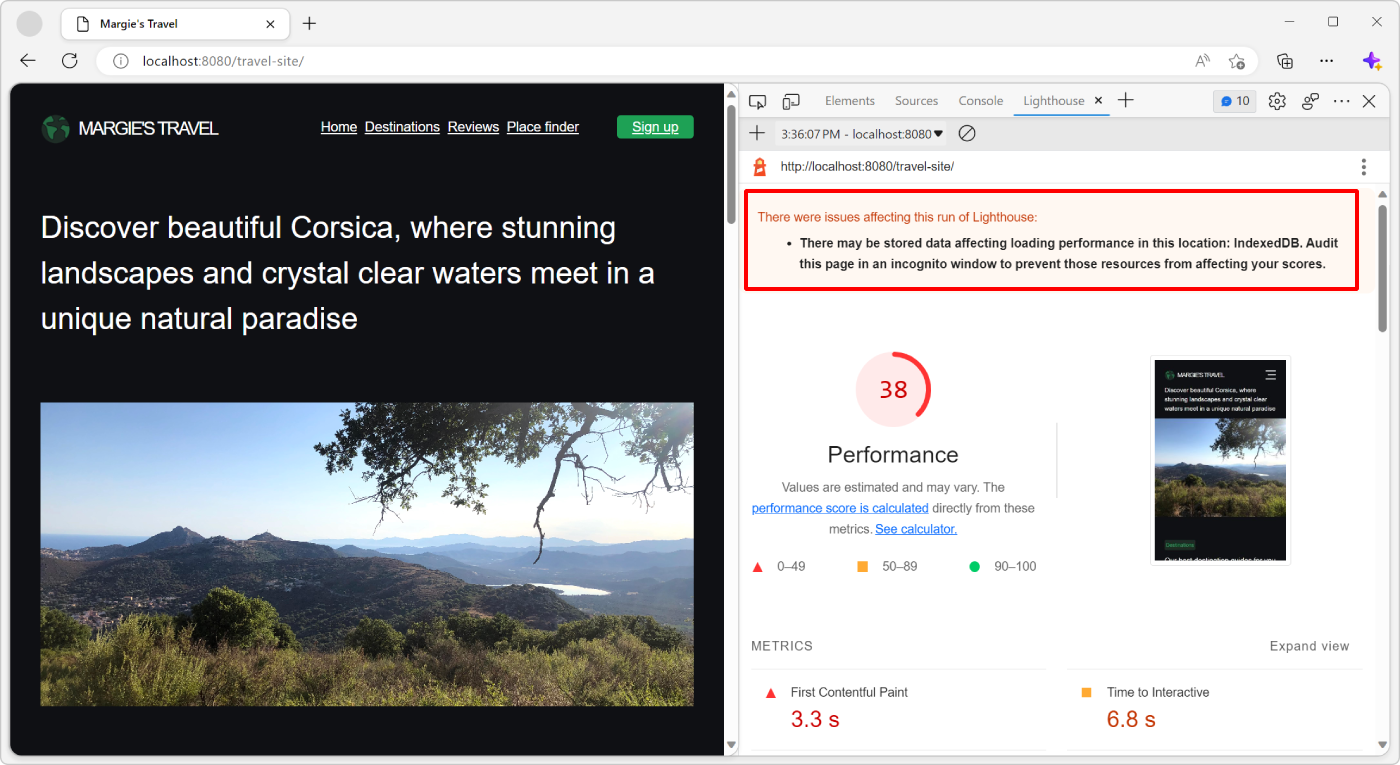 Margie's Travel
localhost:8080/travel-site/
MARGIE'S TRAVEL
Home Destinations Reviews Place finder Sign up
Discover beautiful Corsica, where stunning
landscapes and crystal clear waters meet in a
unique natural paradise
Elements Sources Console Lighthouse 10
3:36:07 PM - localhost:8080
http://localhost:8080/travel-site/
There were issues affecting this run of Lighthouse:
• There may be stored data affecting loading performance in this location: IndexedDB. Audit
this page in an incognito window to prevent those resources from affecting your scores.
38
Performance
Values are estimated and may vary. The
performance score is calculated directly from these
metrics. See calculator.
0–49 50–89 90–100
MARGIE'S TRAVEL
Discover beautiful Corsica, where
stunning landscapes and crystal clear
waters meet in a unique natural paradise
Destinations
Our best destination guides for you
METRICS
Expand view
First Contentful Paint
3.3 s
Time to Interactive
6.8 s